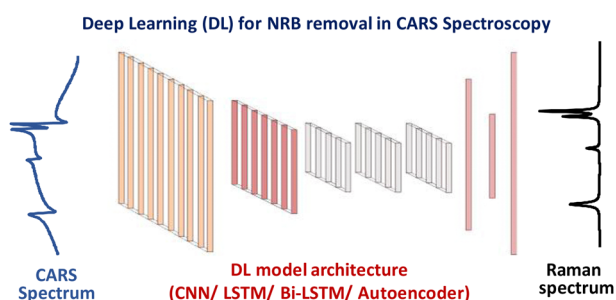 Deep Learning (DL) for NRB removal in CARS Spectroscopy
CARS
Spectrum
DL model architecture
(CNN/ LSTM/ Bi-LSTM/ Autoencoder)
Raman
spectrum